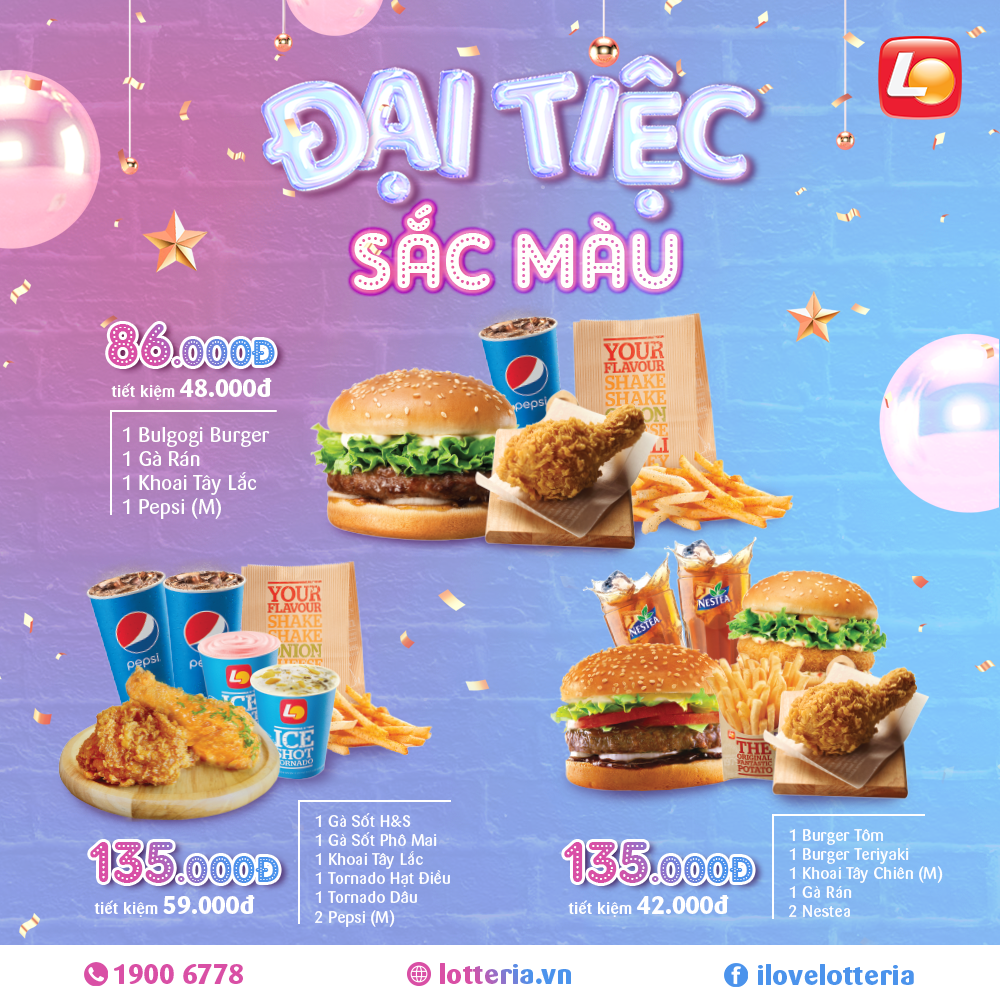 ĐẠI TIỆC
SẮC MÀU
86.000Đ
tiết kiệm 48.000đ
1 Bulgogi Burger
1 Gà Rán
1 Khoai Tây Lắc
1 Pepsi (M)
pepsi
YOUR
FLAVOUR
SHAKE
SHAKE
YOUR
FLAVOUR
SHAKE
SHAKE
ONION
pepsi
ICE
SHOT
TORNADO
NESTEA
NESTEA
THE
ORIGINAL
FANTASTIC
POTATO
135.000Đ
tiết kiệm 59.000đ
1 Gà Sốt H&S
1 Gà Sốt Phô Mai
1 Khoai Tây Lắc
1 Tornado Hạt Điều
1 Tornado Dâu
2 Pepsi (M)
135.000Đ
tiết kiệm 42.000đ
1 Burger Tôm
1 Burger Teriyaki
1 Khoai Tây Chiên (M)
1 Gà Rán
2 Nestea
1900 6778
lotteria.vn
ilovelotteria